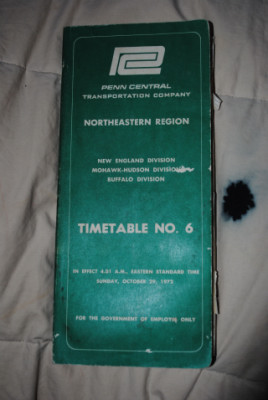 PENN CENTRAL
TRANSPORTATION COMPANY
NORTHEASTERN REGION
NEW ENGLAND DIVISION
MOHAWK-HUDSON DIVISION
BUFFALO DIVISION
TIMETABLE NO. 6
IN EFFECT 4:01 A.M., EASTERN STANDARD TIME
SUNDAY, OCTOBER 29, 1972
FOR THE GOVERNMENT OF EMPLOYES ONLY